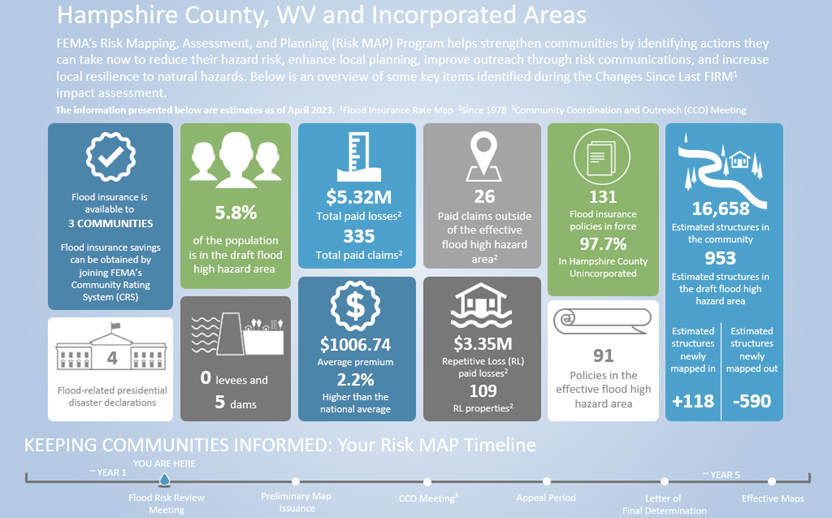 Hampshire County, WV and Incorporated Areas
FEMA's Risk Mapping, Assessment, and Planning (Risk MAP) Program helps strengthen communities by identifying actions they
can take now to reduce their hazard risk, enhance local planning, improve outreach through risk communications, and increase
local resilience to natural hazards. Below is an overview of some key items identified during the Changes Since Last FIRM¹
impact assessment.
The information presented below are estimates as of April 2023. ¹Flood Insurance Rate Map ²Since 1978 ³Community Coordination and Outreach (CCO) Meeting
Flood insurance is
available to
3 COMMUNITIES
Flood insurance savings
can be obtained by
joining FEMA's
Community Rating
System (CRS)
4
Flood-related presidential
disaster declarations
5.8%
of the population
is in the draft flood
high hazard area
0 levees and
5 dams
$5.32M
Total paid losses²
335
Total paid claims²
$
$1006.74
Average premium
2.2%
Higher than the
national average
26
Paid claims outside
of the effective
flood high hazard
area²
$3.35M
Repetitive Loss (RL)
paid losses²
109
RL properties²
131
Flood insurance
policies in force
97.7%
In Hampshire County
Unincorporated
91
Policies in the
effective flood high
hazard area
16,658
Estimated structures in
the community
953
Estimated structures in
the draft flood high
hazard area
Estimated
structures
newly
mapped in
+118
Estimated
structures
newly
mapped out
-590
KEEPING COMMUNITIES INFORMED: Your Risk MAP Timeline
~ YEAR 1
YOU ARE HERE
~ YEAR 5
Flood Risk Review
Meeting
Preliminary Map
Issuance
CCO Meeting³
Appeal Period
Letter of
Final Determination
Effective Maps